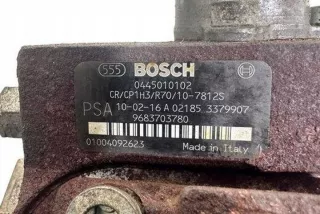 555 BOSCH
0445010102
CR/CP1H3/R70/10-7812S
PSA 10-02-16 A 02185 3379907
9683703780
01004092623 Made in Italy